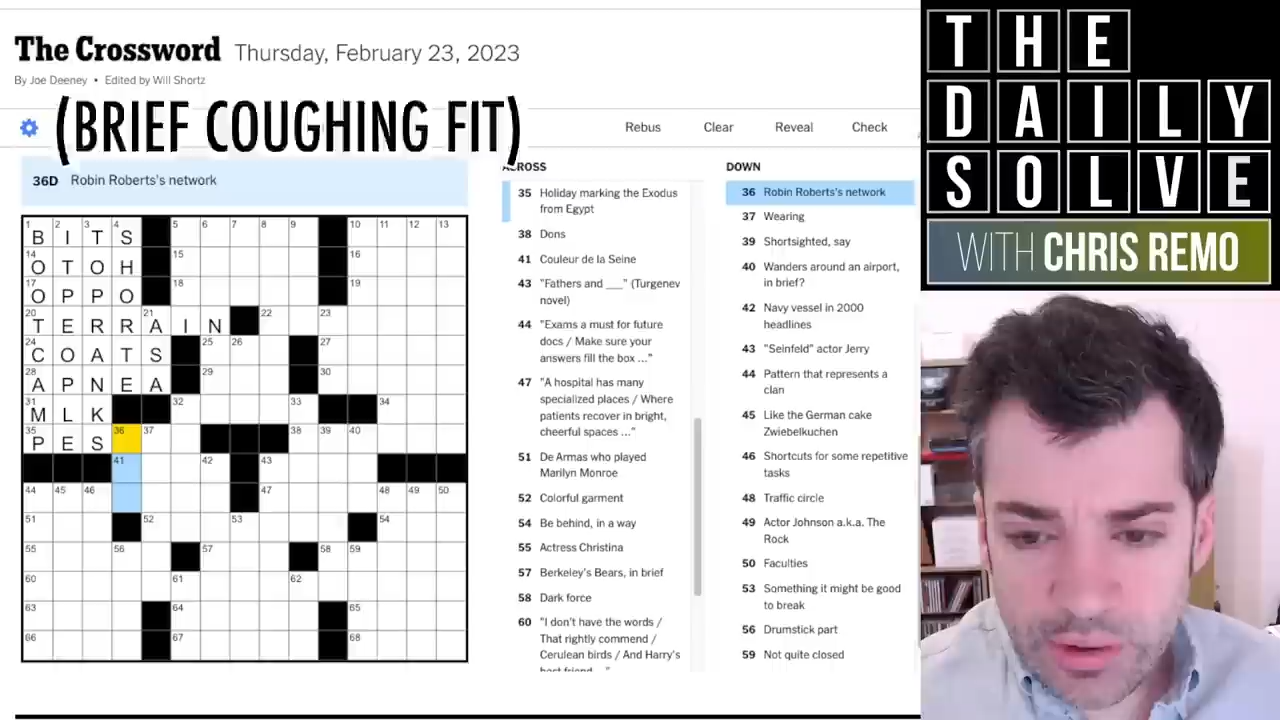 The Crossword Thursday, February 23, 2023
By Joe Deeney • Edited by Will Shortz
(BRIEF COUGHING FIT)
Rebus Clear Reveal Check
36D Robin Roberts's network
1 B 2 I 3 T 4 S 5 6 7 8 9 10 11 12 13
14 O T O H 15 16
17 O P P O 18 19
20 T E R R 21 A I N 22 23
24 C O A T S 25 26 27
28 A P N E A 29 30
31 M L K 32 33 34
35 P E S 36 37 38 39 40
41 42 43
44 45 46 47 48 49 50
51 52 53 54
55 56 57 58 59
60 61 62
63 64 65
66 67 68
ACROSS
35 Holiday marking the Exodus
from Egypt
38 Dons
41 Couleur de la Seine
43 "Fathers and ___" (Turgenev
novel)
44 "Exams a must for future
docs / Make sure your
answers fill the box ..."
47 "A hospital has many
specialized places / Where
patients recover in bright,
cheerful spaces ..."
51 De Armas who played
Marilyn Monroe
52 Colorful garment
54 Be behind, in a way
55 Actress Christina
57 Berkeley's Bears, in brief
58 Dark force
60 "I don't have the words /
That rightly commend /
Cerulean birds / And Harry's
best friend ..."
DOWN
36 Robin Roberts's network
37 Wearing
39 Shortsighted, say
40 Wanders around an airport,
in brief?
42 Navy vessel in 2000
headlines
43 "Seinfeld" actor Jerry
44 Pattern that represents a
clan
45 Like the German cake
Zwiebelkuchen
46 Shortcuts for some repetitive
tasks
48 Traffic circle
49 Actor Johnson a.k.a. The
Rock
50 Faculties
53 Something it might be good
to break
56 Drumstick part
59 Not quite closed
THE
DAILY
SOLVE
WITH CHRIS REMO